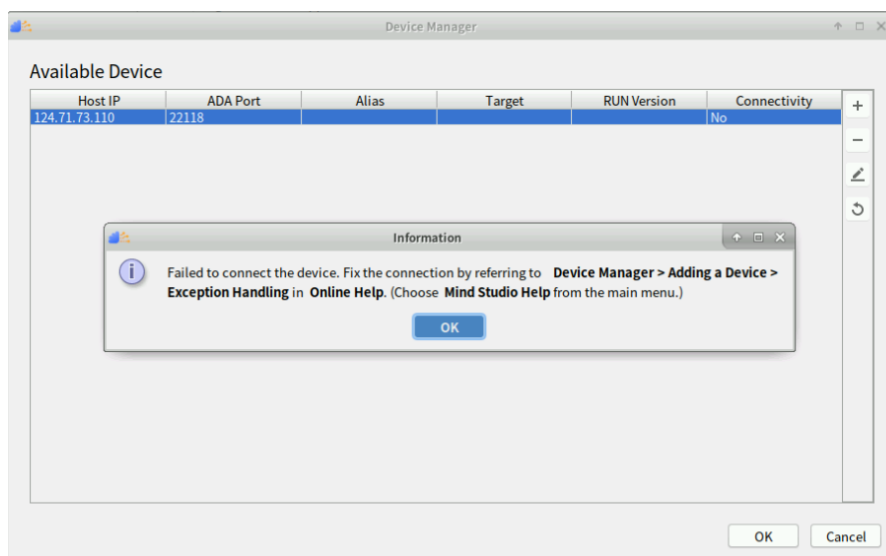 Device Manager
Available Device
Host IP ADA Port Alias Target RUN Version Connectivity
124.71.73.110 22118 No
Information
Failed to connect the device. Fix the connection by referring to Device Manager > Adding a Device >
Exception Handling in Online Help. (Choose Mind Studio Help from the main menu.)
OK
OK Cancel